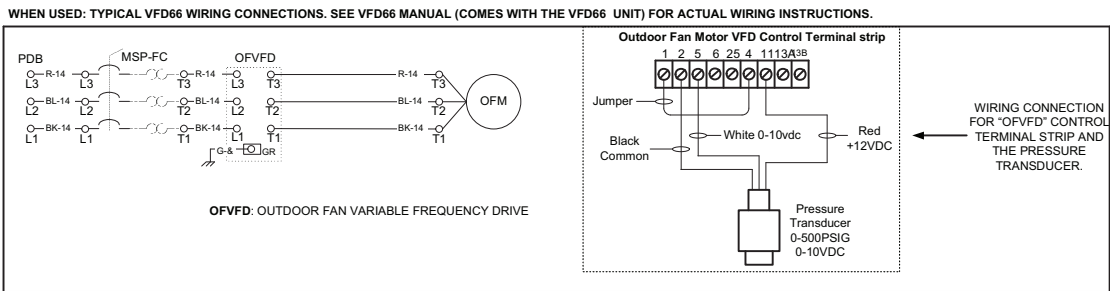 WHEN USED: TYPICAL VFD66 WIRING CONNECTIONS. SEE VFD66 MANUAL (COMES WITH THE VFD66 UNIT) FOR ACTUAL WIRING INSTRUCTIONS.
PDB MSP-FC OFVFD
R-14 R-14 R-14
L3 L3 T3 L3 T3 T3
BL-14 BL-14 BL-14
L2 L2 T2 L2 T2 T2
BK-14 BK-14 BK-14
L1 L1 T1 L1 T1 T1
OFM
G-& GR
OFVFD: OUTDOOR FAN VARIABLE FREQUENCY DRIVE
Outdoor Fan Motor VFD Control Terminal strip
1 2 5 6 25 4 11 13A 13B
Jumper
Black
Common
White 0-10vdc
Red
+12VDC
Pressure
Transducer
0-500PSIG
0-10VDC
WIRING CONNECTION
FOR “OFVFD” CONTROL
TERMINAL STRIP AND
THE PRESSURE
TRANSDUCER.